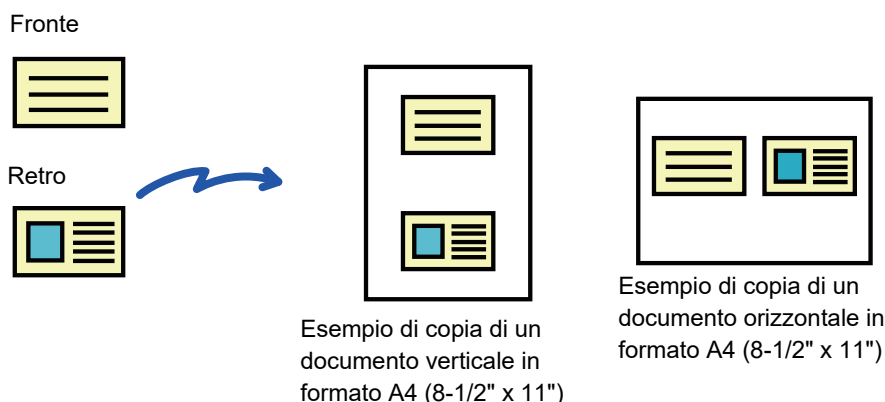 Fronte
Retro
Esempio di copia di un
documento verticale in
formato A4 (8-1/2" x 11")
Esempio di copia di un
documento orizzontale in
formato A4 (8-1/2" x 11")